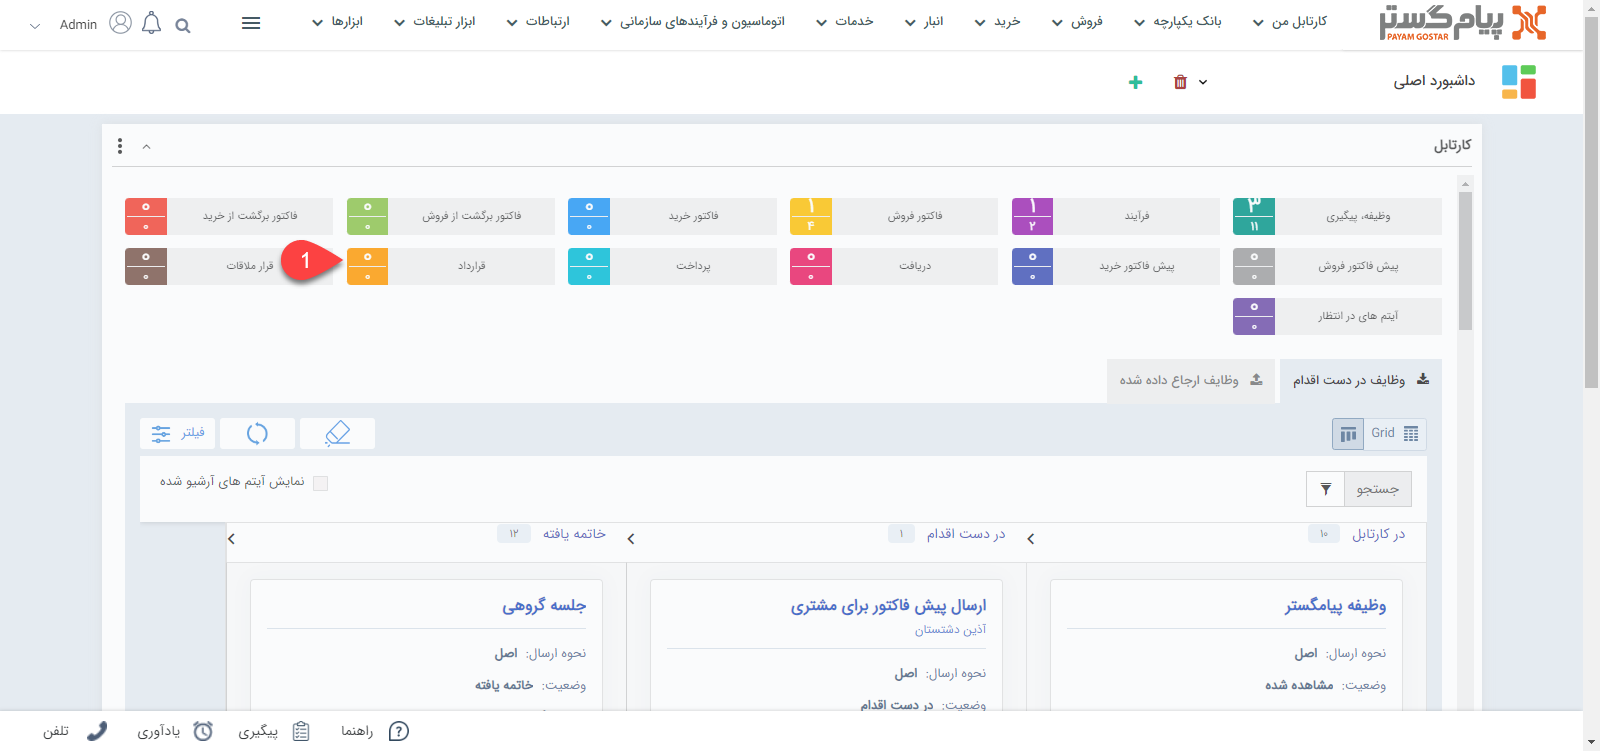 پیام گستر
PAYAM GOSTAR
کارتابل من
بانک یکپارچه
فروش
خرید
انبار
خدمات
اتوماسیون و فرآیندهای سازمانی
ارتباطات
ابزار تبلیغات
ابزارها
Admin
داشبورد اصلی
کارتابل
وظیفه، پیگیری
۳
۱۱
فرآیند
۱
۲
فاکتور فروش
۱
۴
فاکتور خرید
۰
۰
فاکتور برگشت از فروش
۰
۰
فاکتور برگشت از خرید
۰
۰
پیش فاکتور فروش
۰
۰
پیش فاکتور خرید
۰
۰
دریافت
۰
۰
پرداخت
۰
۰
قرارداد
۰
۰
1
قرار ملاقات
۰
۰
آیتم های در انتظار
۰
۰
وظایف در دست اقدام
وظایف ارجاع داده شده
Grid
فیلتر
جستجو
نمایش آیتم های آرشیو شده
در کارتابل ۱۰
در دست اقدام ۱
خاتمه یافته ۱۲
وظیفه پیامگستر
نحوه ارسال: اصل
وضعیت: مشاهده شده
ارسال پیش فاکتور برای مشتری
آذین دشتستان
نحوه ارسال: اصل
وضعیت: در دست اقدام
جلسه گروهی
نحوه ارسال: اصل
وضعیت: خاتمه یافته
راهنما
پیگیری
یادآوری
تلفن